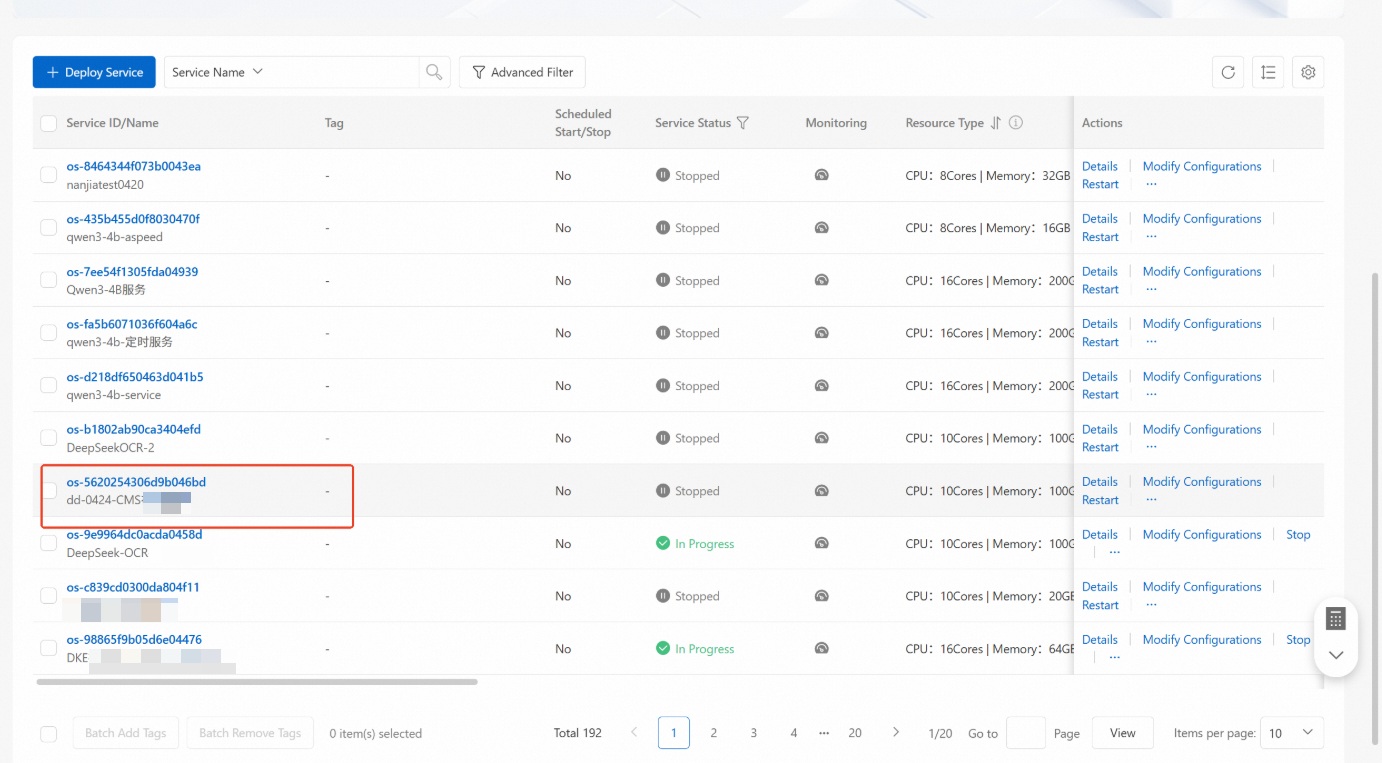 Deploy Service
Service Name
Advanced Filter
Service ID/Name Tag Scheduled Start/Stop Service Status Monitoring Resource Type Actions
os-8464344f073b0043ea
nanjiatest0420
- No Stopped CPU：8Cores | Memory：32GB Details Modify Configurations
Restart ...
os-435b455d0f8030470f
qwen3-4b-aspeed
- No Stopped CPU：8Cores | Memory：16GB Details Modify Configurations
Restart ...
os-7ee54f1305fda04939
Qwen3-4B服务
- No Stopped CPU：16Cores | Memory：200G Details Modify Configurations
Restart ...
os-fa5b6071036f604a6c
qwen3-4b-定时服务
- No Stopped CPU：16Cores | Memory：200G Details Modify Configurations
Restart ...
os-d218df650463d041b5
qwen3-4b-service
- No Stopped CPU：16Cores | Memory：200G Details Modify Configurations
Restart ...
os-b1802ab90ca3404efd
DeepSeekOCR-2
- No Stopped CPU：10Cores | Memory：100G Details Modify Configurations
Restart ...
os-5620254306d9b046bd
dd-0424-CMS
- No Stopped CPU：10Cores | Memory：100G Details Modify Configurations
Restart ...
os-9e9964dc0acda0458d
DeepSeek-OCR
- No In Progress CPU：10Cores | Memory：100G Details Modify Configurations Stop
...
os-c839cd0300da804f11
- No Stopped CPU：10Cores | Memory：20GB Details Modify Configurations
Restart ...
os-98865f9b05d6e04476
DKE
- No In Progress CPU：16Cores | Memory：64GB Details Modify Configurations Stop
...
Batch Add Tags Batch Remove Tags 0 item(s) selected Total 192 1 2 3 4 ... 20 1/20 Go to Page View Items per page: 10